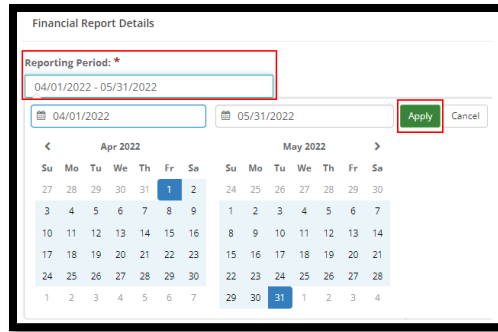 Financial Report Details
Reporting Period: *
04/01/2022 - 05/31/2022
04/01/2022 05/31/2022 Apply Cancel
< Apr 2022 May 2022 >
Su Mo Tu We Th Fr Sa Su Mo Tu We Th Fr Sa
27 28 29 30 31 1 2 24 25 26 27 28 29 30
3 4 5 6 7 8 9 1 2 3 4 5 6 7
10 11 12 13 14 15 16 8 9 10 11 12 13 14
17 18 19 20 21 22 23 15 16 17 18 19 20 21
24 25 26 27 28 29 30 22 23 24 25 26 27 28
1 2 3 4 5 6 7 29 30 31 1 2 3 4